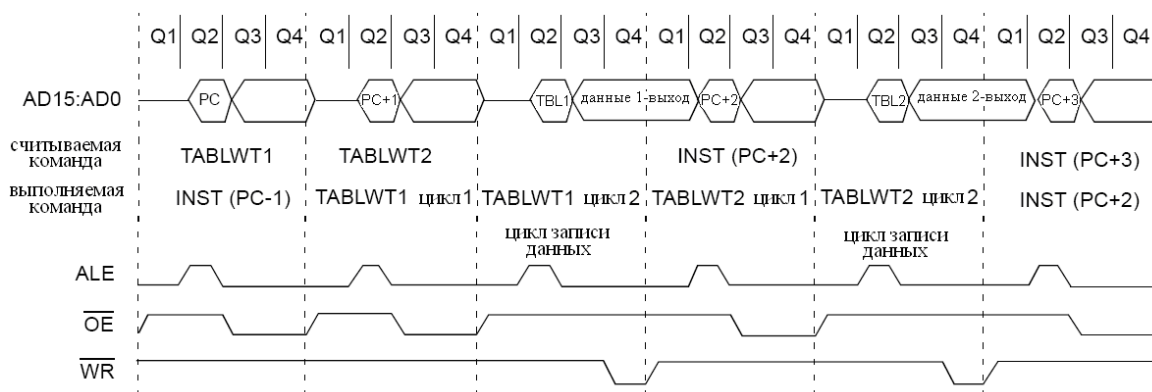 Q1 Q2 Q3 Q4 Q1 Q2 Q3 Q4 Q1 Q2 Q3 Q4 Q1 Q2 Q3 Q4 Q1 Q2 Q3 Q4 Q1 Q2 Q3 Q4
AD15:AD0 PC PC+1 TBL1 данные 1-выход PC+2 TBL2 данные 2-выход PC+3
считываемая
команда
TABLWT1 TABLWT2 INST (PC+2) INST (PC+3)
выполняемая
команда
INST (PC-1) TABLWT1 цикл 1 TABLWT1 цикл 2 TABLWT2 цикл 1 TABLWT2 цикл 2 INST (PC+2)
цикл записи
данных
цикл записи
данных
ALE
OE
WR